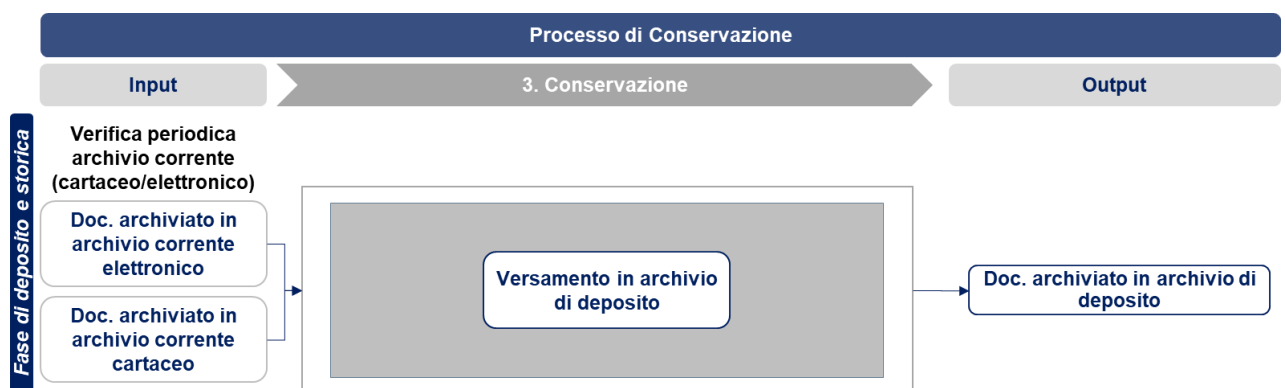 Processo di Conservazione
Input
3. Conservazione
Output
Fase di deposito e storica
Verifica periodica
archivio corrente
(cartaceo/elettronico)
Doc. archiviato in
archivio corrente
elettronico
Doc. archiviato in
archivio corrente
cartaceo
Versamento in archivio
di deposito
Doc. archiviato in archivio di
deposito